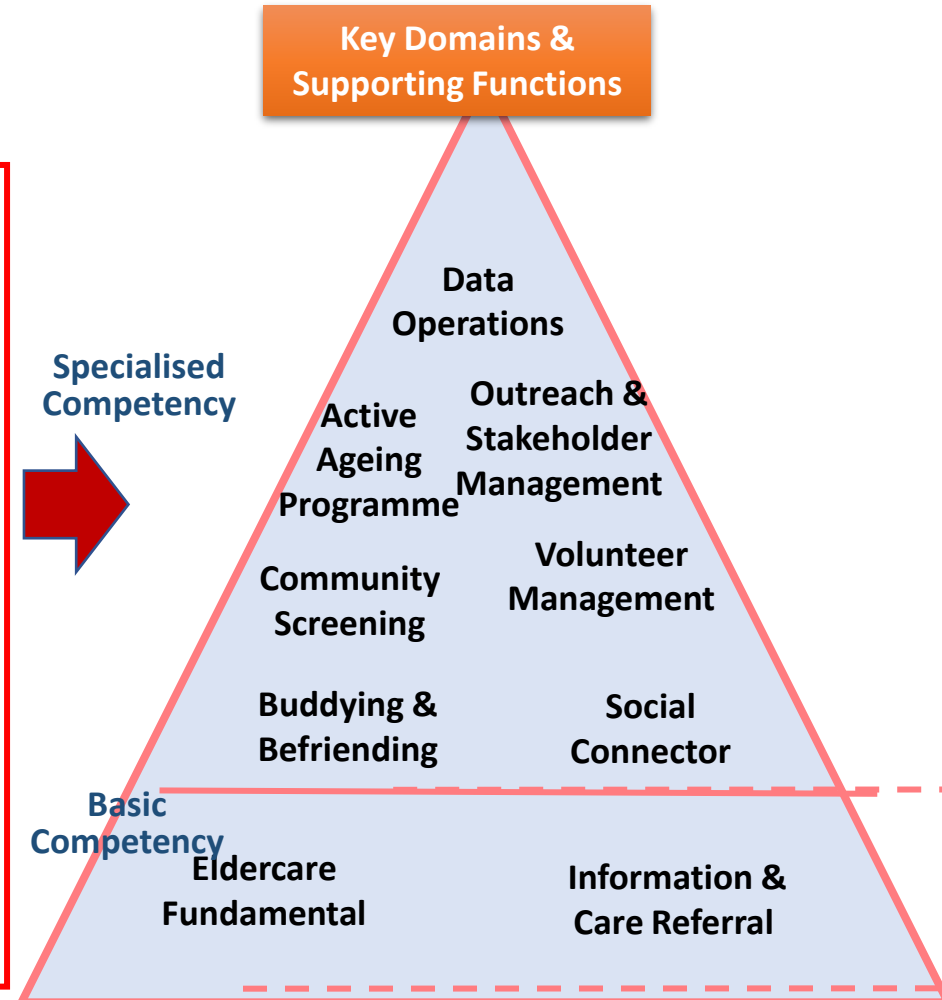 Key Domains &
Supporting Functions
Data
Operations
Specialised
Competency
Active
Ageing
Programme
Outreach &
Stakeholder
Management
Community
Screening
Volunteer
Management
Buddying &
Befriending
Social
Connector
Basic
Competency
Eldercare
Fundamental
Information &
Care Referral